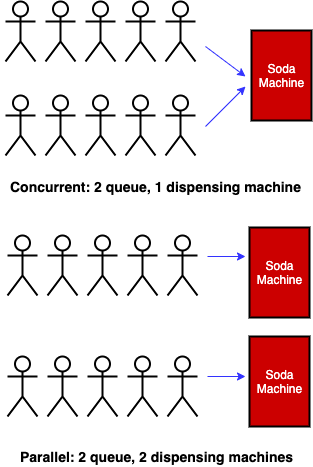 Soda
Machine
Concurrent: 2 queue, 1 dispensing machine
Soda
Machine
Soda
Machine
Parallel: 2 queue, 2 dispensing machines